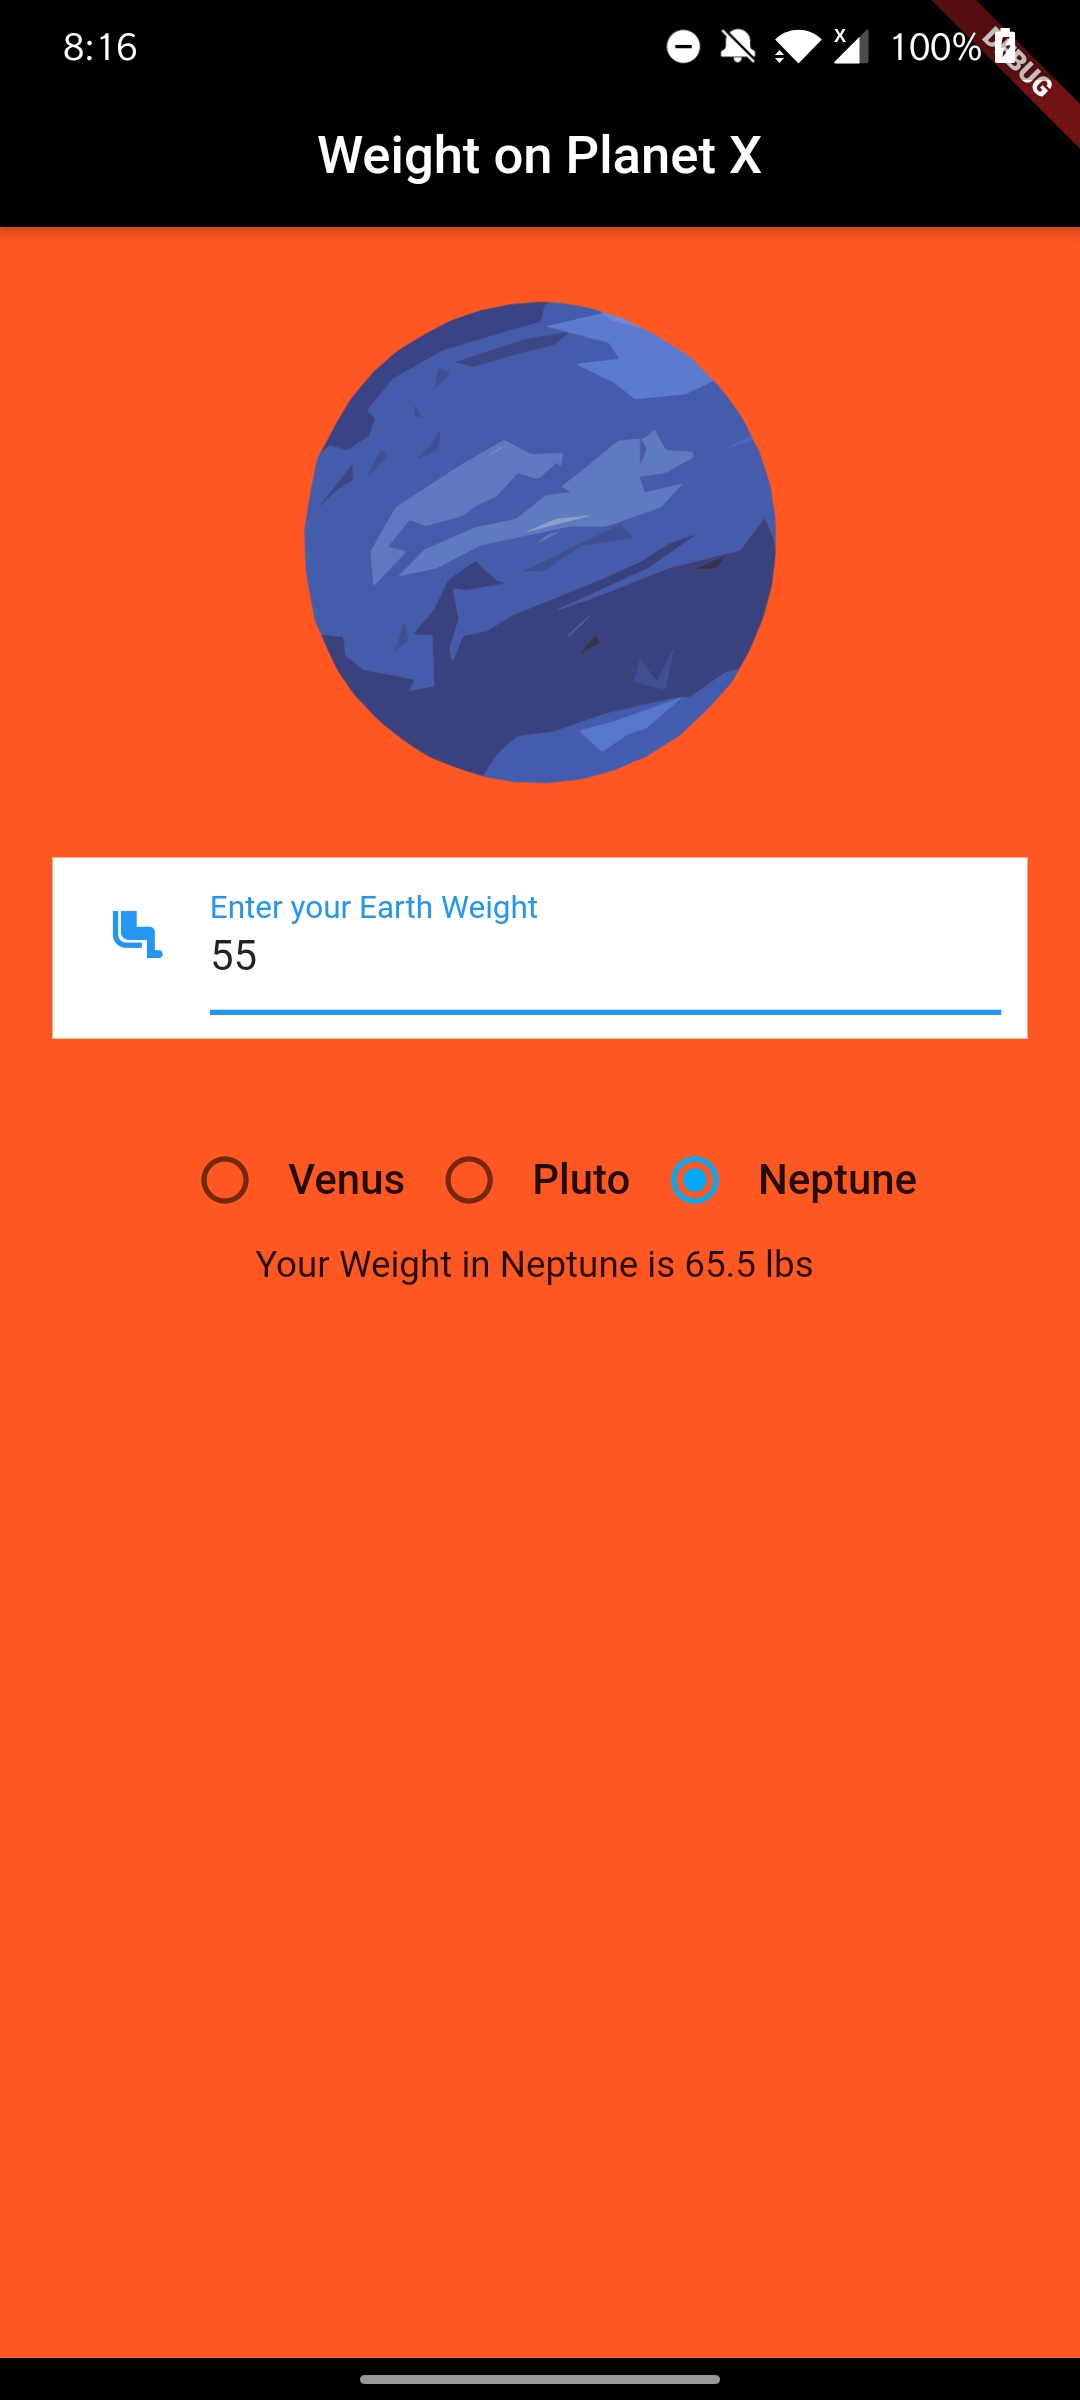 8:16
100%
DEBUG
Weight on Planet X
Enter your Earth Weight
55
Venus
Pluto
Neptune
Your Weight in Neptune is 65.5 lbs